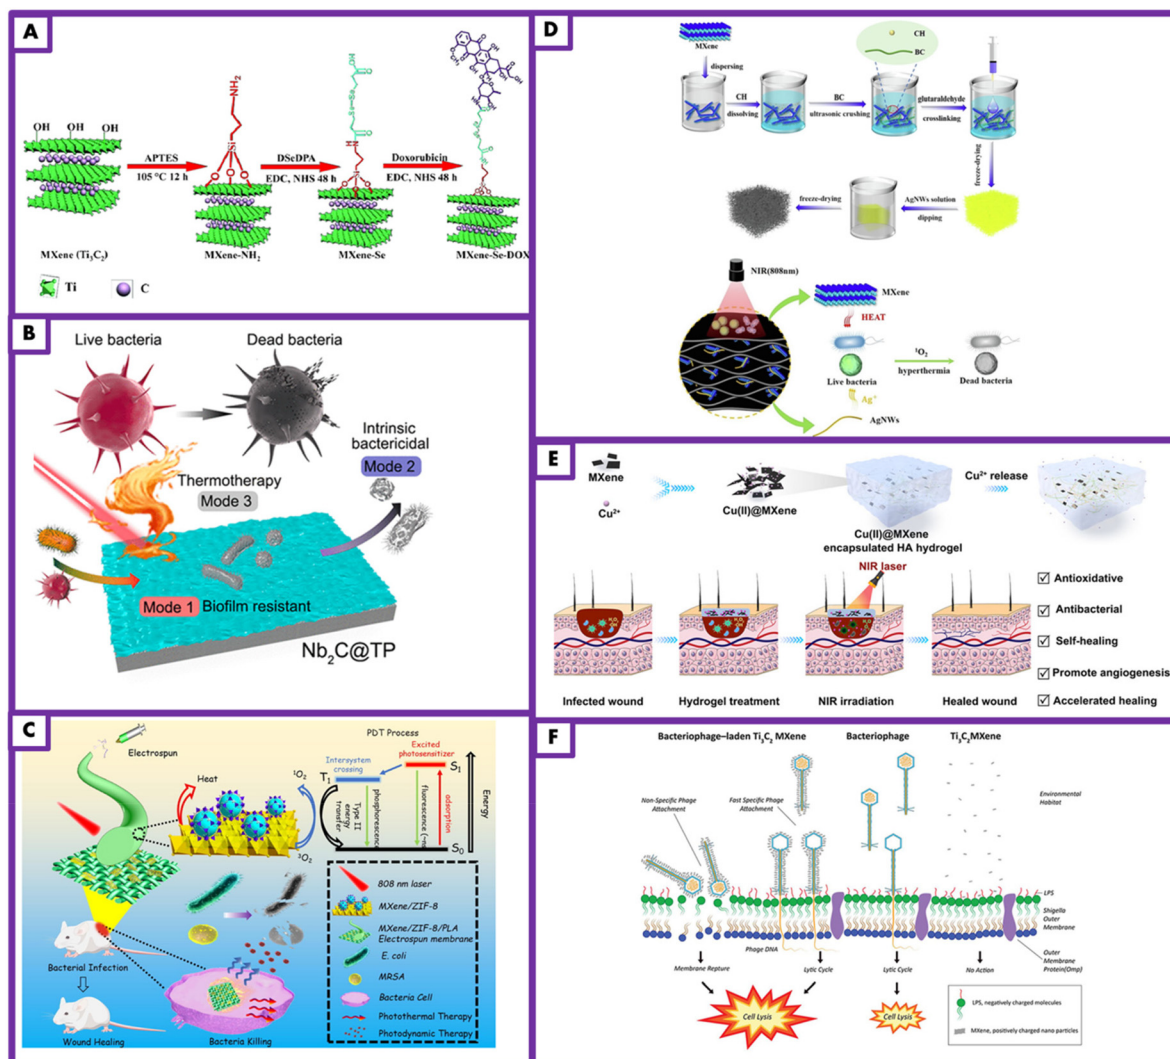 A
OH
OH
OH
APTES
105 °C 12 h
DSeDPA
EDC, NHS 48 h
Doxorubicin
EDC, NHS 48 h
NH₂
Si
MXene (Ti₃C₂)
MXene-NH₂
MXene-Se
MXene-Se-DOX
Ti
C
B
Live bacteria
Dead bacteria
Intrinsic
bactericidal
Mode 2
Thermotherapy
Mode 3
Mode 1 Biofilm resistant
Nb₂C@TP
C
Electrospun
PDT Process
Excited
photosensitizer
Intersystem
crossing
Heat
¹O₂
T₁
S₁
Type II
energy
transfer
phosphorescence
adsorption
Energy
³O₂
S₀
808 nm laser
MXene/ZIF-8
MXene/ZIF-8/PLA
Electrospun membrane
E. coli
MRSA
Bacteria Cell
Photothermal Therapy
Photodynamic Therapy
Bacterial Infection
Wound Healing
Bacteria Killing
D
MXene
CH
BC
dispersing
CH
dissolving
BC
ultrasonic crushing
glutaraldehyde
crosslinking
freeze-drying
freeze-drying
AgNWs solution
dipping
NIR(808nm)
MXene
HEAT
Live bacteria
¹O₂
hyperthermia
Dead bacteria
Ag⁺
AgNWs
E
MXene
Cu²⁺
Cu(II)@MXene
Cu(II)@MXene
encapsulated HA hydrogel
Cu²⁺ release
NIR laser
Infected wound
Hydrogel treatment
NIR irradiation
Healed wound
Antioxidative
Antibacterial
Self-healing
Promote angiogenesis
Accelerated healing
F
Bacteriophage–laden Ti₃C₂ MXene
Bacteriophage
Ti₃C₂MXene
Non-Specific Phage
Attachment
Fast Specific Phage
Attachment
Environmental
Habitat
LPS
Shigella
Outer
Membrane
Outer
Membrane
Protein(Omp)
Phage DNA
Membrane Repture
Lytic Cycle
Lytic Cycle
No Action
Cell Lysis
Cell Lysis
LPS, negatively charged molecules
MXene, positively charged nano particles